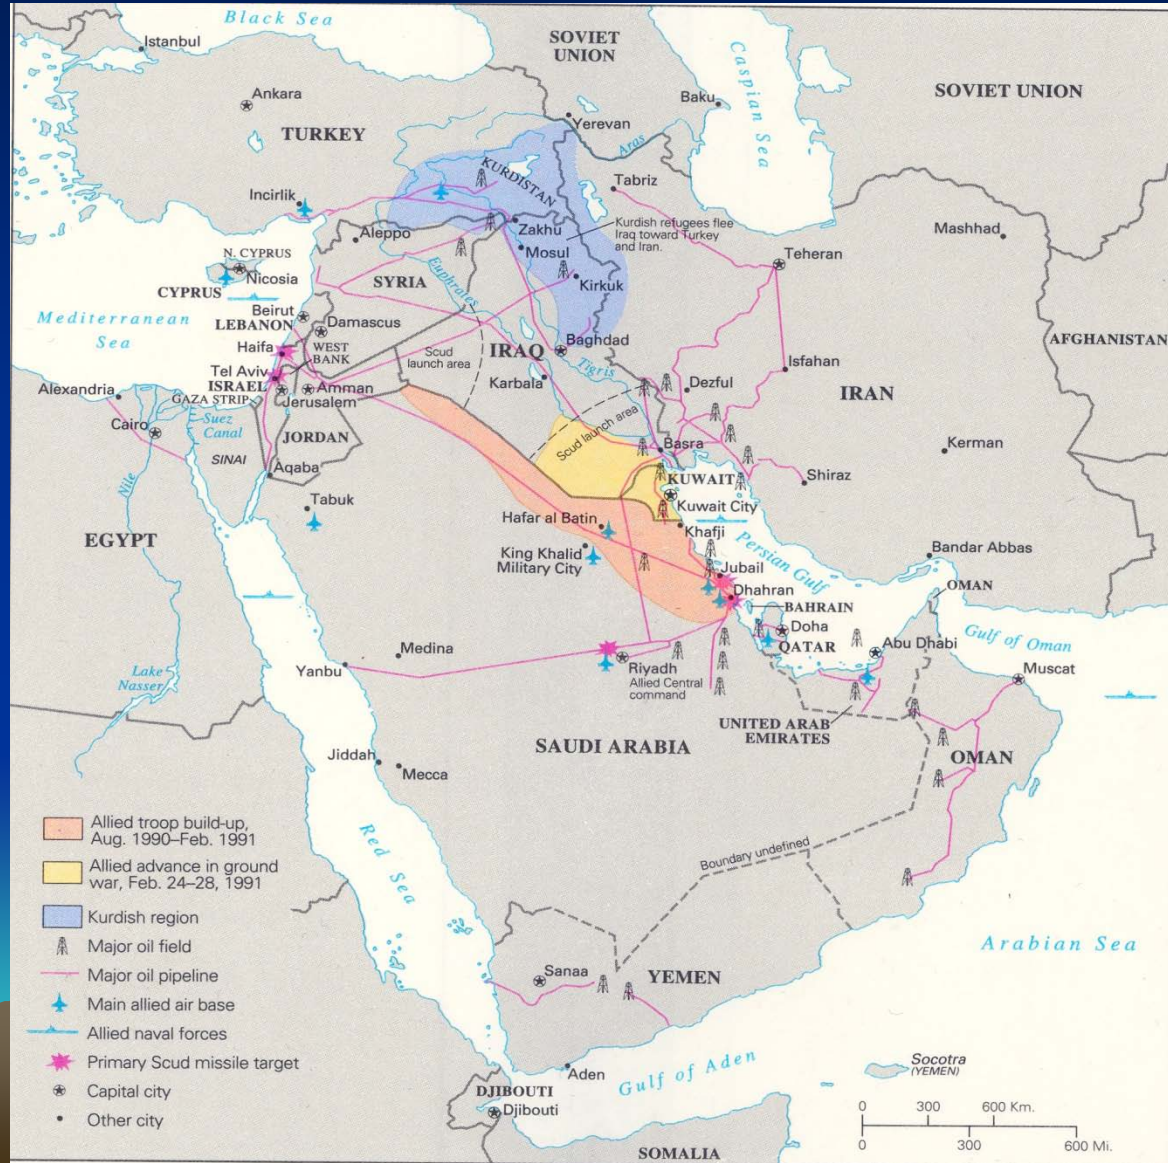 Black Sea
Istanbul
SOVIET
UNION
Caspian Sea
SOVIET UNION
Ankara
Baku
Yerevan
TURKEY
Aras
KURDISTAN
Tabriz
Incirlik
Zakhu
Kurdish refugees flee
Iraq toward Turkey
and Iran.
Mashhad
Aleppo
Mosul
Teheran
N. CYPRUS
Nicosia
CYPRUS
SYRIA
Euphrates
Kirkuk
Mediterranean
Sea
Beirut
LEBANON
Damascus
Haifa
WEST
BANK
Scud
launch area
IRAQ
Baghdad
AFGHANISTAN
Tel Aviv
ISRAEL
Amman
Karbala
Tigris
Isfahan
Alexandria
GAZA STRIP
Jerusalem
Dezful
IRAN
Cairo
Suez
Canal
JORDAN
Scud launch area
Basra
Kerman
SINAI
Nile
Aqaba
KUWAIT
Shiraz
Tabuk
Kuwait City
EGYPT
Hafar al Batin
Khafji
King Khalid
Military City
Persian Gulf
Bandar Abbas
Jubail
Dhahran
OMAN
BAHRAIN
Doha
QATAR
Abu Dhabi
Gulf of Oman
Medina
Yanbu
Riyadh
Allied Central
command
Muscat
Lake
Nasser
UNITED ARAB
EMIRATES
SAUDI ARABIA
OMAN
Jiddah
Mecca
Red Sea
Boundary undefined
Arabian Sea
Sanaa
YEMEN
Aden
Gulf of Aden
Socotra
(YEMEN)
DJIBOUTI
Djibouti
SOMALIA
Allied troop build-up,
Aug. 1990–Feb. 1991
Allied advance in ground
war, Feb. 24–28, 1991
Kurdish region
Major oil field
Major oil pipeline
Main allied air base
Allied naval forces
Primary Scud missile target
Capital city
Other city
0 300 600 Km.
0 300 600 Mi.